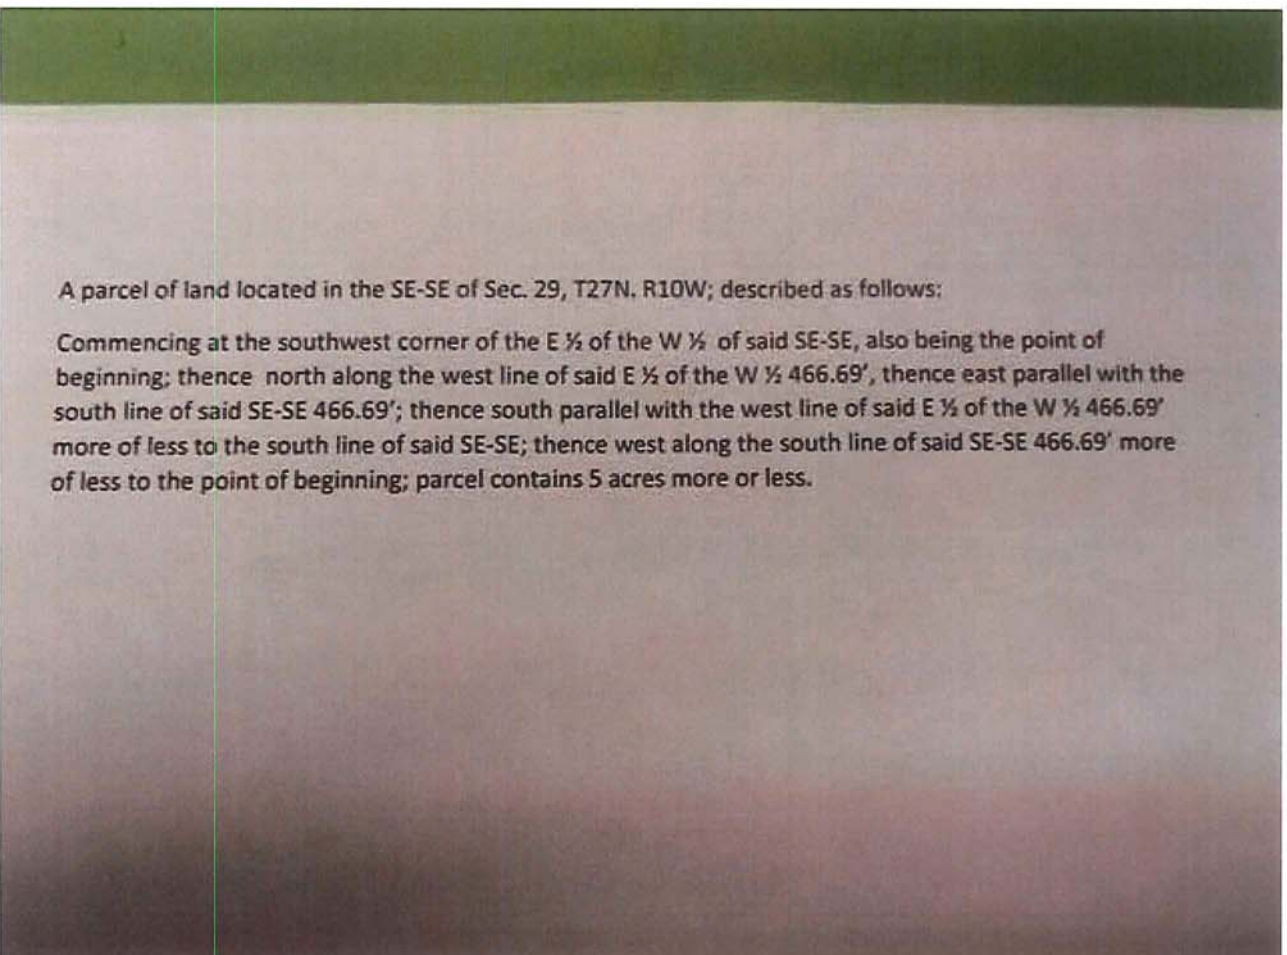 A parcel of land located in the SE-SE of Sec. 29, T27N. R10W; described as follows:
Commencing at the southwest corner of the E ½ of the W ½ of said SE-SE, also being the point of
beginning; thence north along the west line of said E ½ of the W ½ 466.69', thence east parallel with the
south line of said SE-SE 466.69'; thence south parallel with the west line of said E ½ of the W ½ 466.69'
more of less to the south line of said SE-SE; thence west along the south line of said SE-SE 466.69' more
of less to the point of beginning; parcel contains 5 acres more or less.